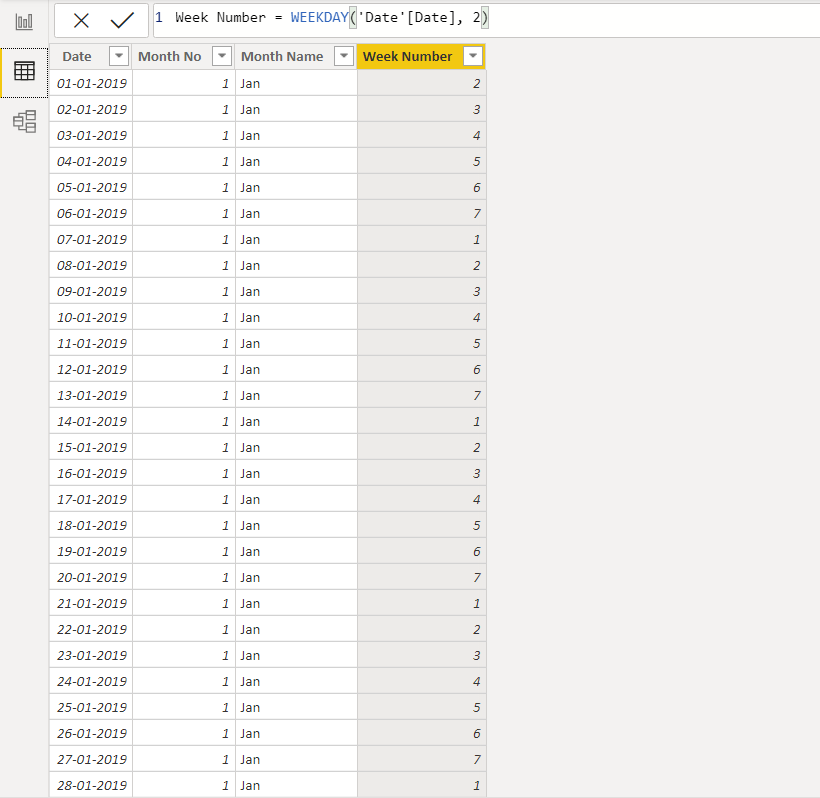 1 Week Number = WEEKDAY('Date'[Date], 2)
Date Month No Month Name Week Number
01-01-2019 1 Jan 2
02-01-2019 1 Jan 3
03-01-2019 1 Jan 4
04-01-2019 1 Jan 5
05-01-2019 1 Jan 6
06-01-2019 1 Jan 7
07-01-2019 1 Jan 1
08-01-2019 1 Jan 2
09-01-2019 1 Jan 3
10-01-2019 1 Jan 4
11-01-2019 1 Jan 5
12-01-2019 1 Jan 6
13-01-2019 1 Jan 7
14-01-2019 1 Jan 1
15-01-2019 1 Jan 2
16-01-2019 1 Jan 3
17-01-2019 1 Jan 4
18-01-2019 1 Jan 5
19-01-2019 1 Jan 6
20-01-2019 1 Jan 7
21-01-2019 1 Jan 1
22-01-2019 1 Jan 2
23-01-2019 1 Jan 3
24-01-2019 1 Jan 4
25-01-2019 1 Jan 5
26-01-2019 1 Jan 6
27-01-2019 1 Jan 7
28-01-2019 1 Jan 1